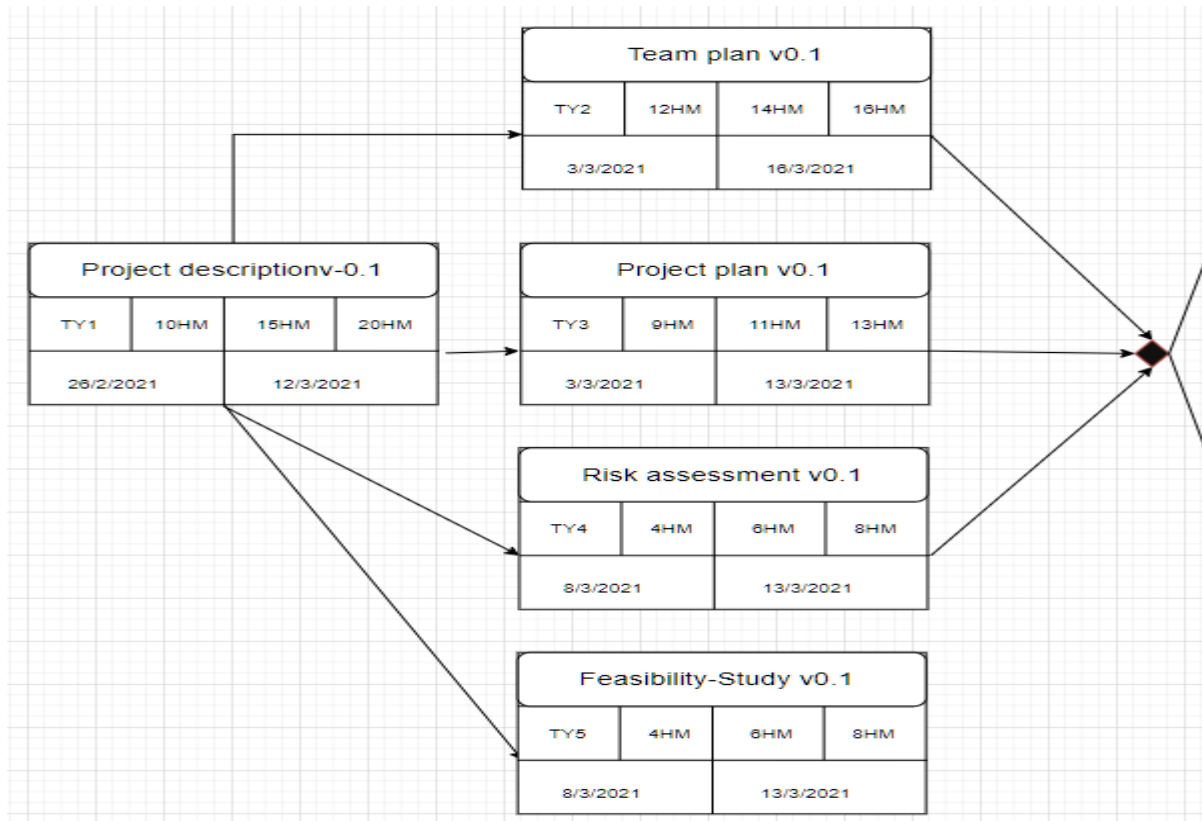 Team plan v0.1
TY2 12HM 14HM 16HM
3/3/2021 16/3/2021
Project descriptionv-0.1
TY1 10HM 15HM 20HM
26/2/2021 12/3/2021
Project plan v0.1
TY3 9HM 11HM 13HM
3/3/2021 13/3/2021
Risk assessment v0.1
TY4 4HM 6HM 8HM
8/3/2021 13/3/2021
Feasibility-Study v0.1
TY5 4HM 6HM 8HM
8/3/2021 13/3/2021